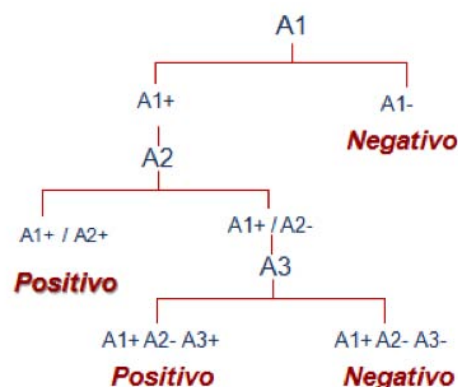 A1
A1+
A1-
Negativo
A2
A1+ / A2+
A1+ / A2-
Positivo
A3
A1+ A2- A3+
A1+ A2- A3-
Positivo
Negativo